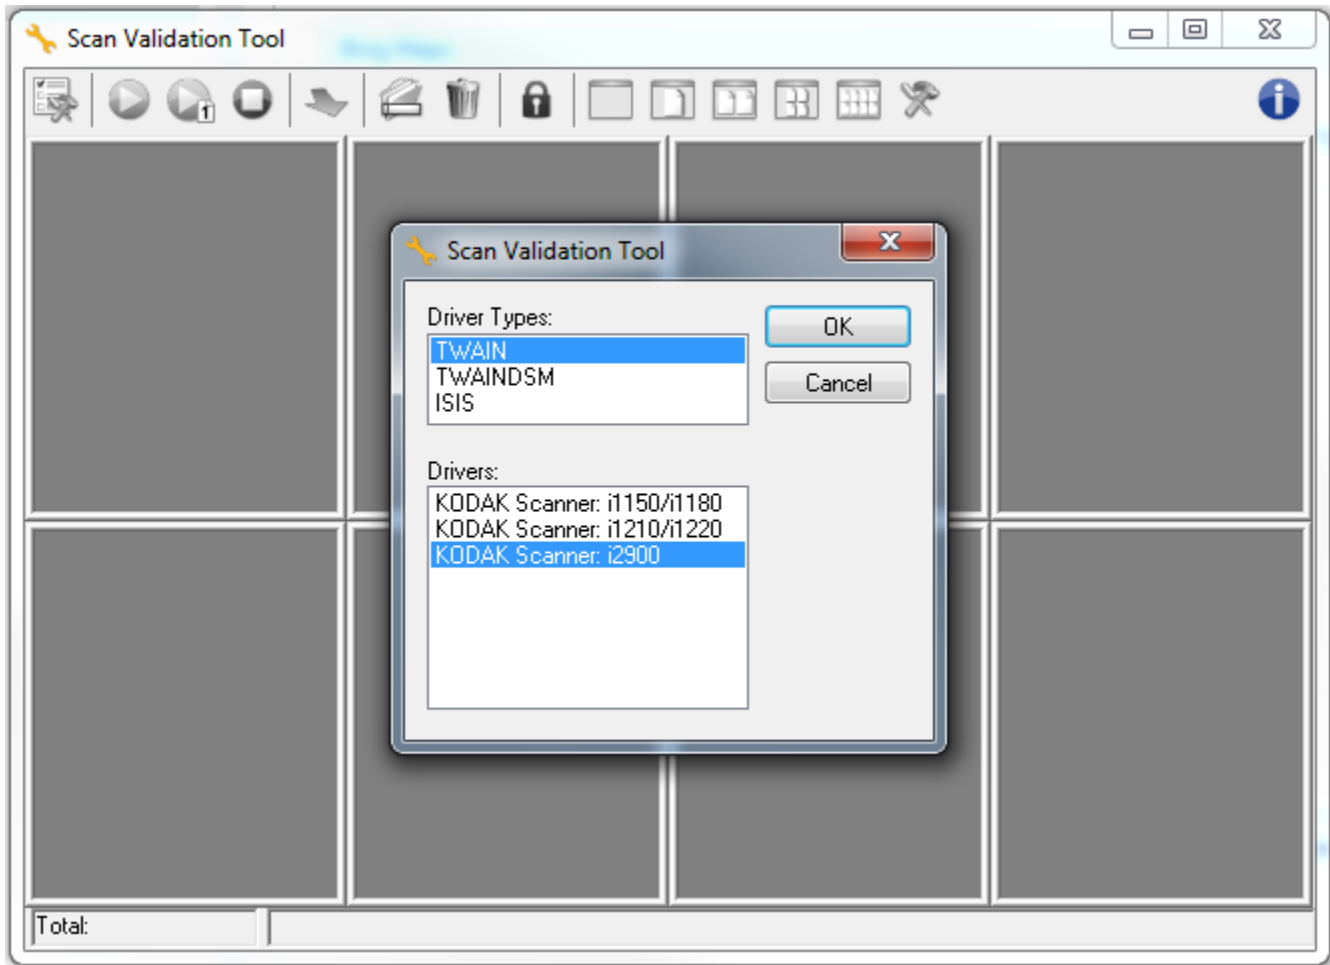 Scan Validation Tool
1
Scan Validation Tool
Driver Types:
OK
TWAIN
TWAINDSM
Cancel
ISIS
Drivers:
KODAK Scanner: i1150/i1180
KODAK Scanner: i1210/i1220
KODAK Scanner: i2900
Total: